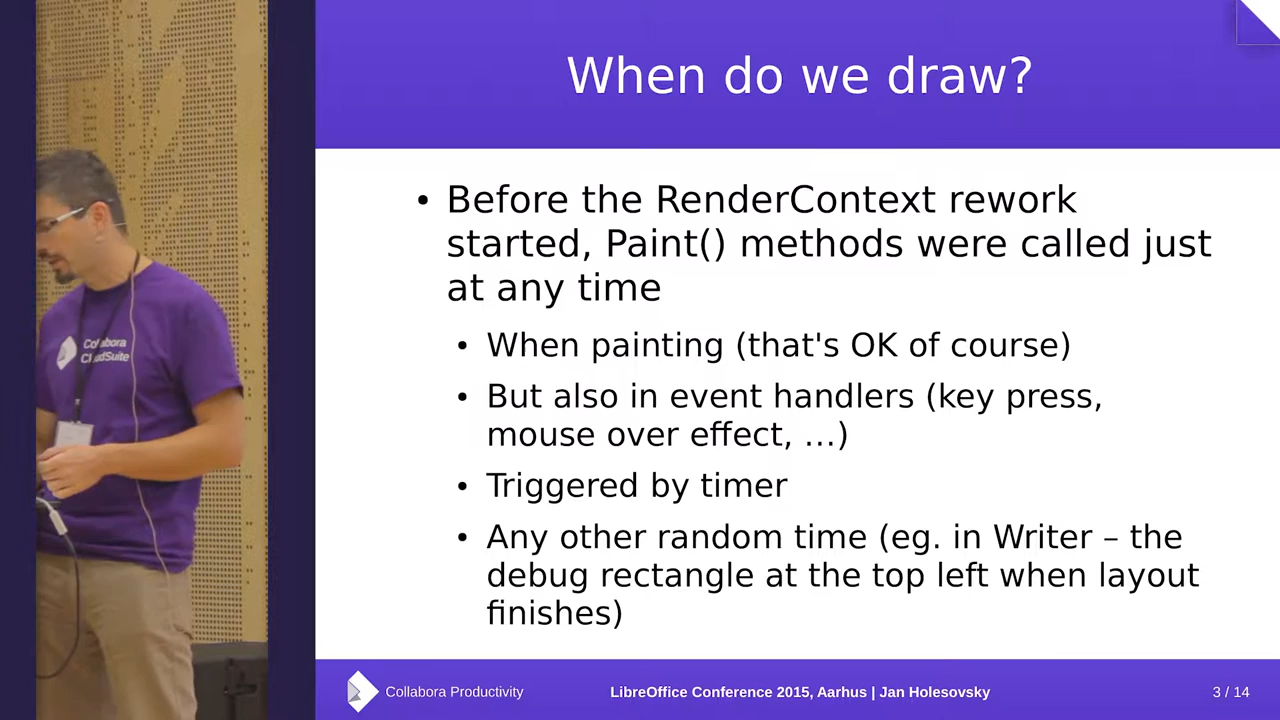 When do we draw?
• Before the RenderContext rework
started, Paint() methods were called just
at any time
• When painting (that's OK of course)
• But also in event handlers (key press,
mouse over effect, ...)
• Triggered by timer
• Any other random time (eg. in Writer – the
debug rectangle at the top left when layout
finishes)
Collabora
CloudSuite
Collabora Productivity
LibreOffice Conference 2015, Aarhus | Jan Holesovsky
3 / 14